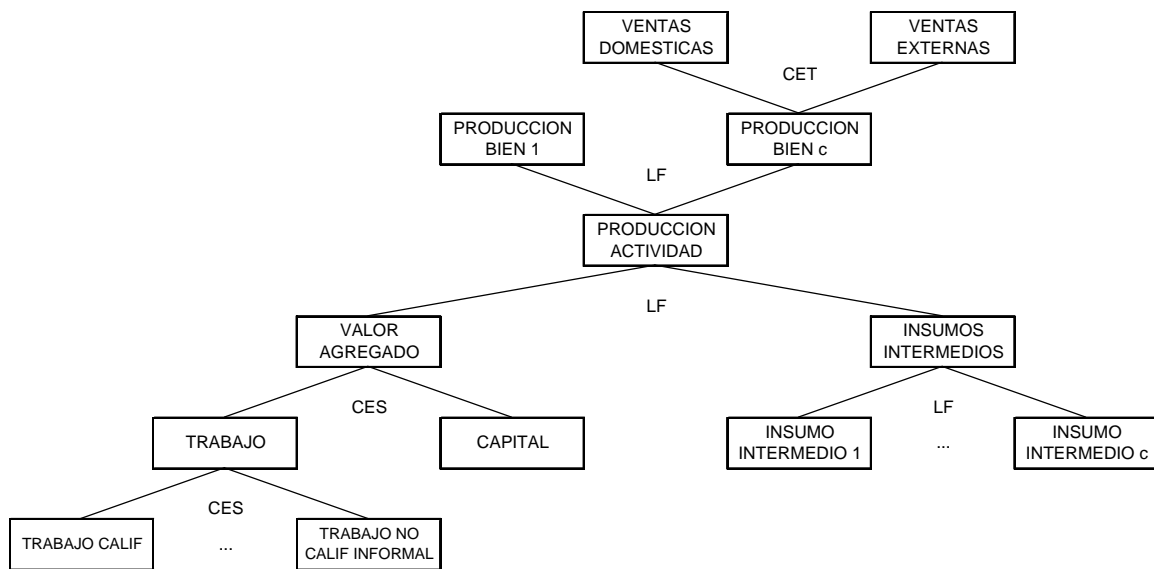 VENTAS
DOMESTICAS
VENTAS
EXTERNAS
CET
PRODUCCION
BIEN 1
PRODUCCION
BIEN c
LF
PRODUCCION
ACTIVIDAD
LF
VALOR
AGREGADO
INSUMOS
INTERMEDIOS
CES
LF
TRABAJO
CAPITAL
INSUMO
INTERMEDIO 1
...
INSUMO
INTERMEDIO c
CES
TRABAJO CALIF
...
TRABAJO NO
CALIF INFORMAL